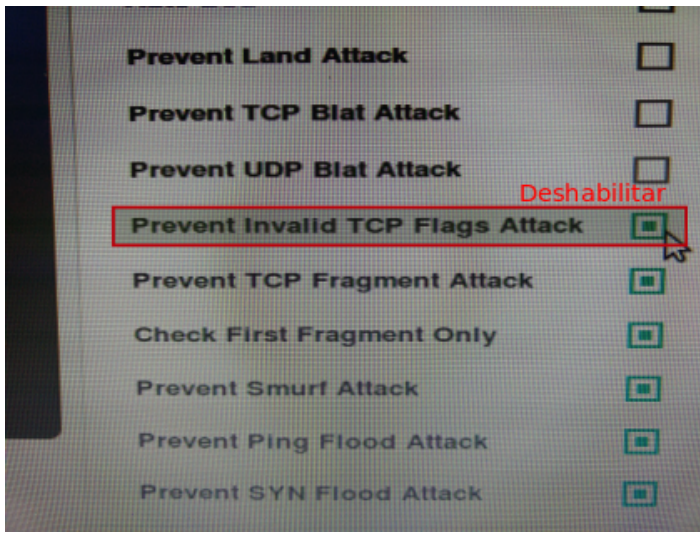 Prevent Land Attack
Prevent TCP Blat Attack
Prevent UDP Blat Attack
Deshabilitar
Prevent Invalid TCP Flags Attack
Prevent TCP Fragment Attack
Check First Fragment Only
Prevent Smurf Attack
Prevent Ping Flood Attack
Prevent SYN Flood Attack